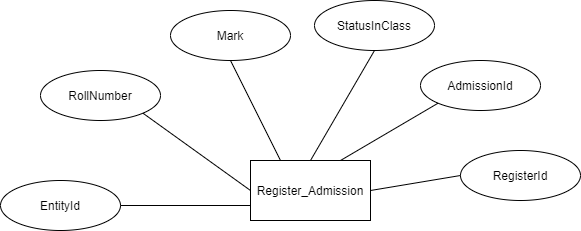 StatusInClass
Mark
AdmissionId
RollNumber
RegisterId
Register_Admission
EntityId